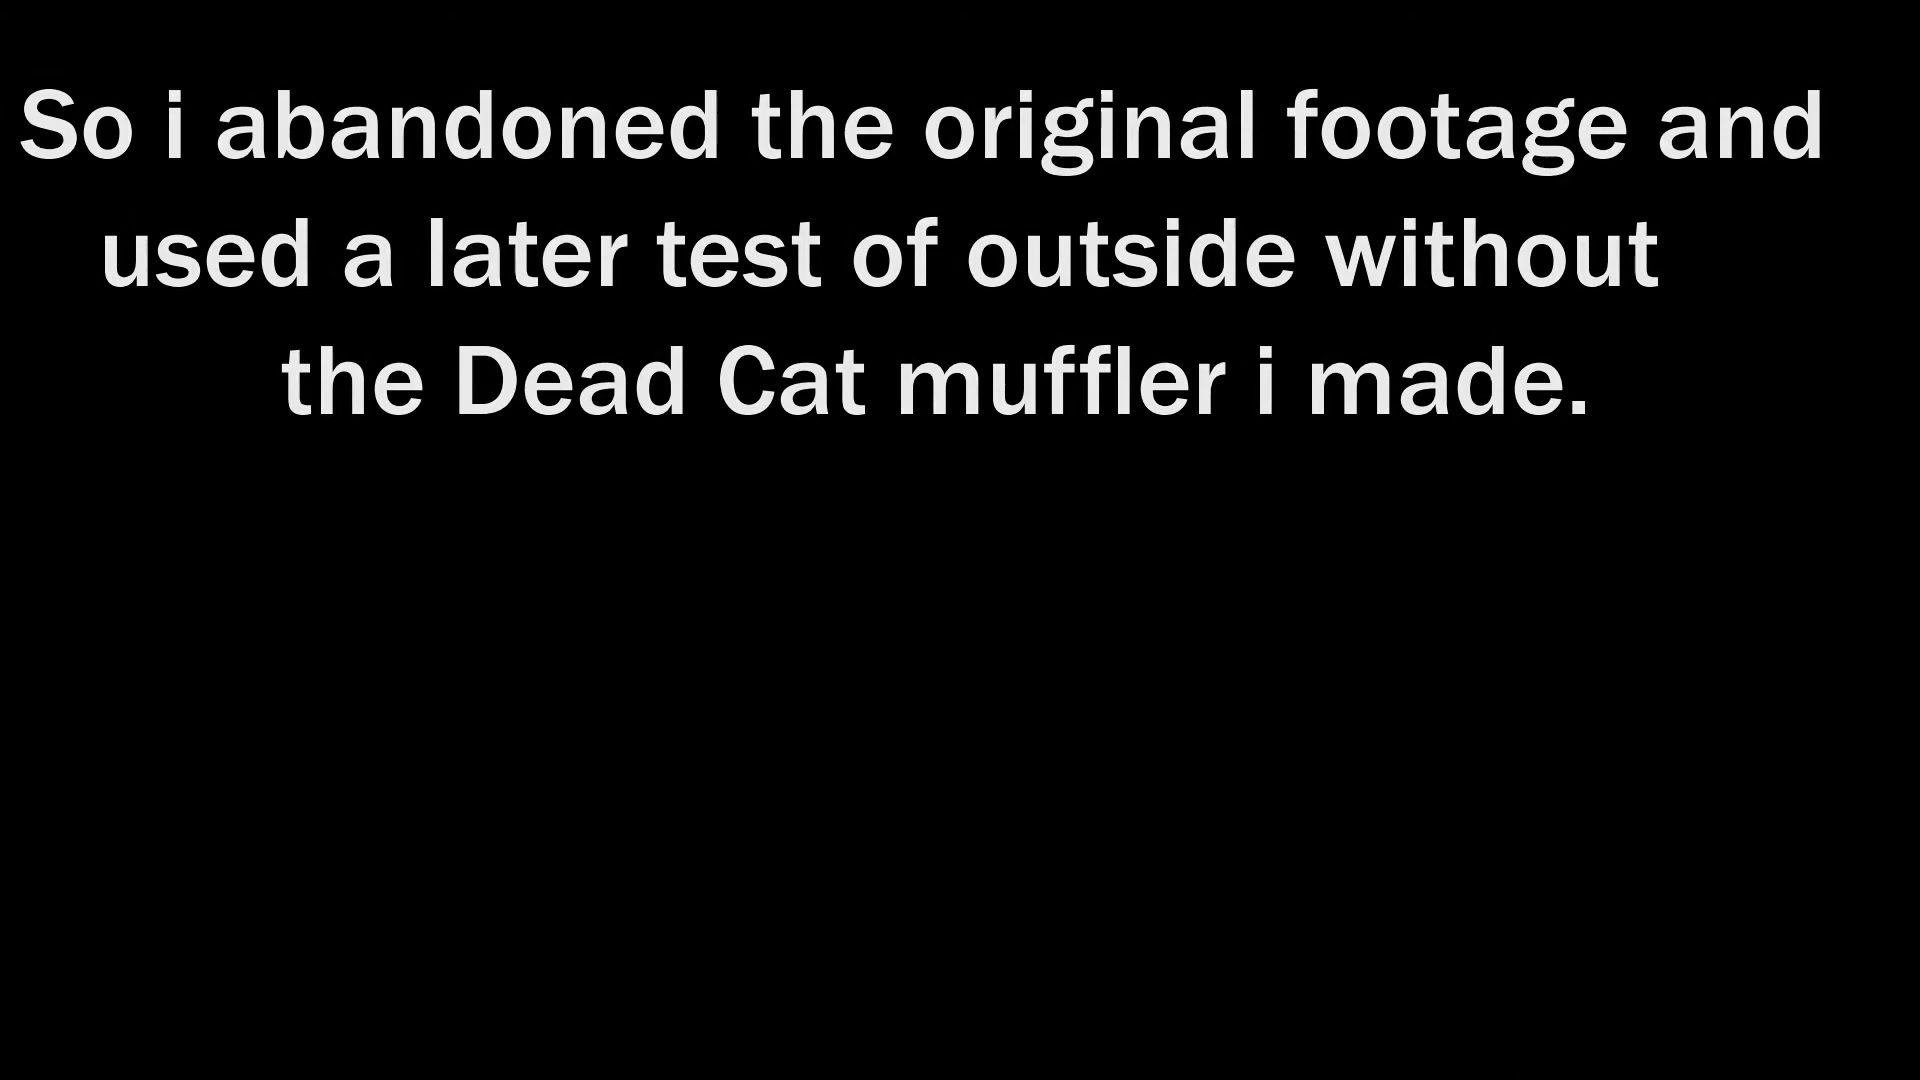 So i abandoned the original footage and
used a later test of outside without
the Dead Cat muffler i made.